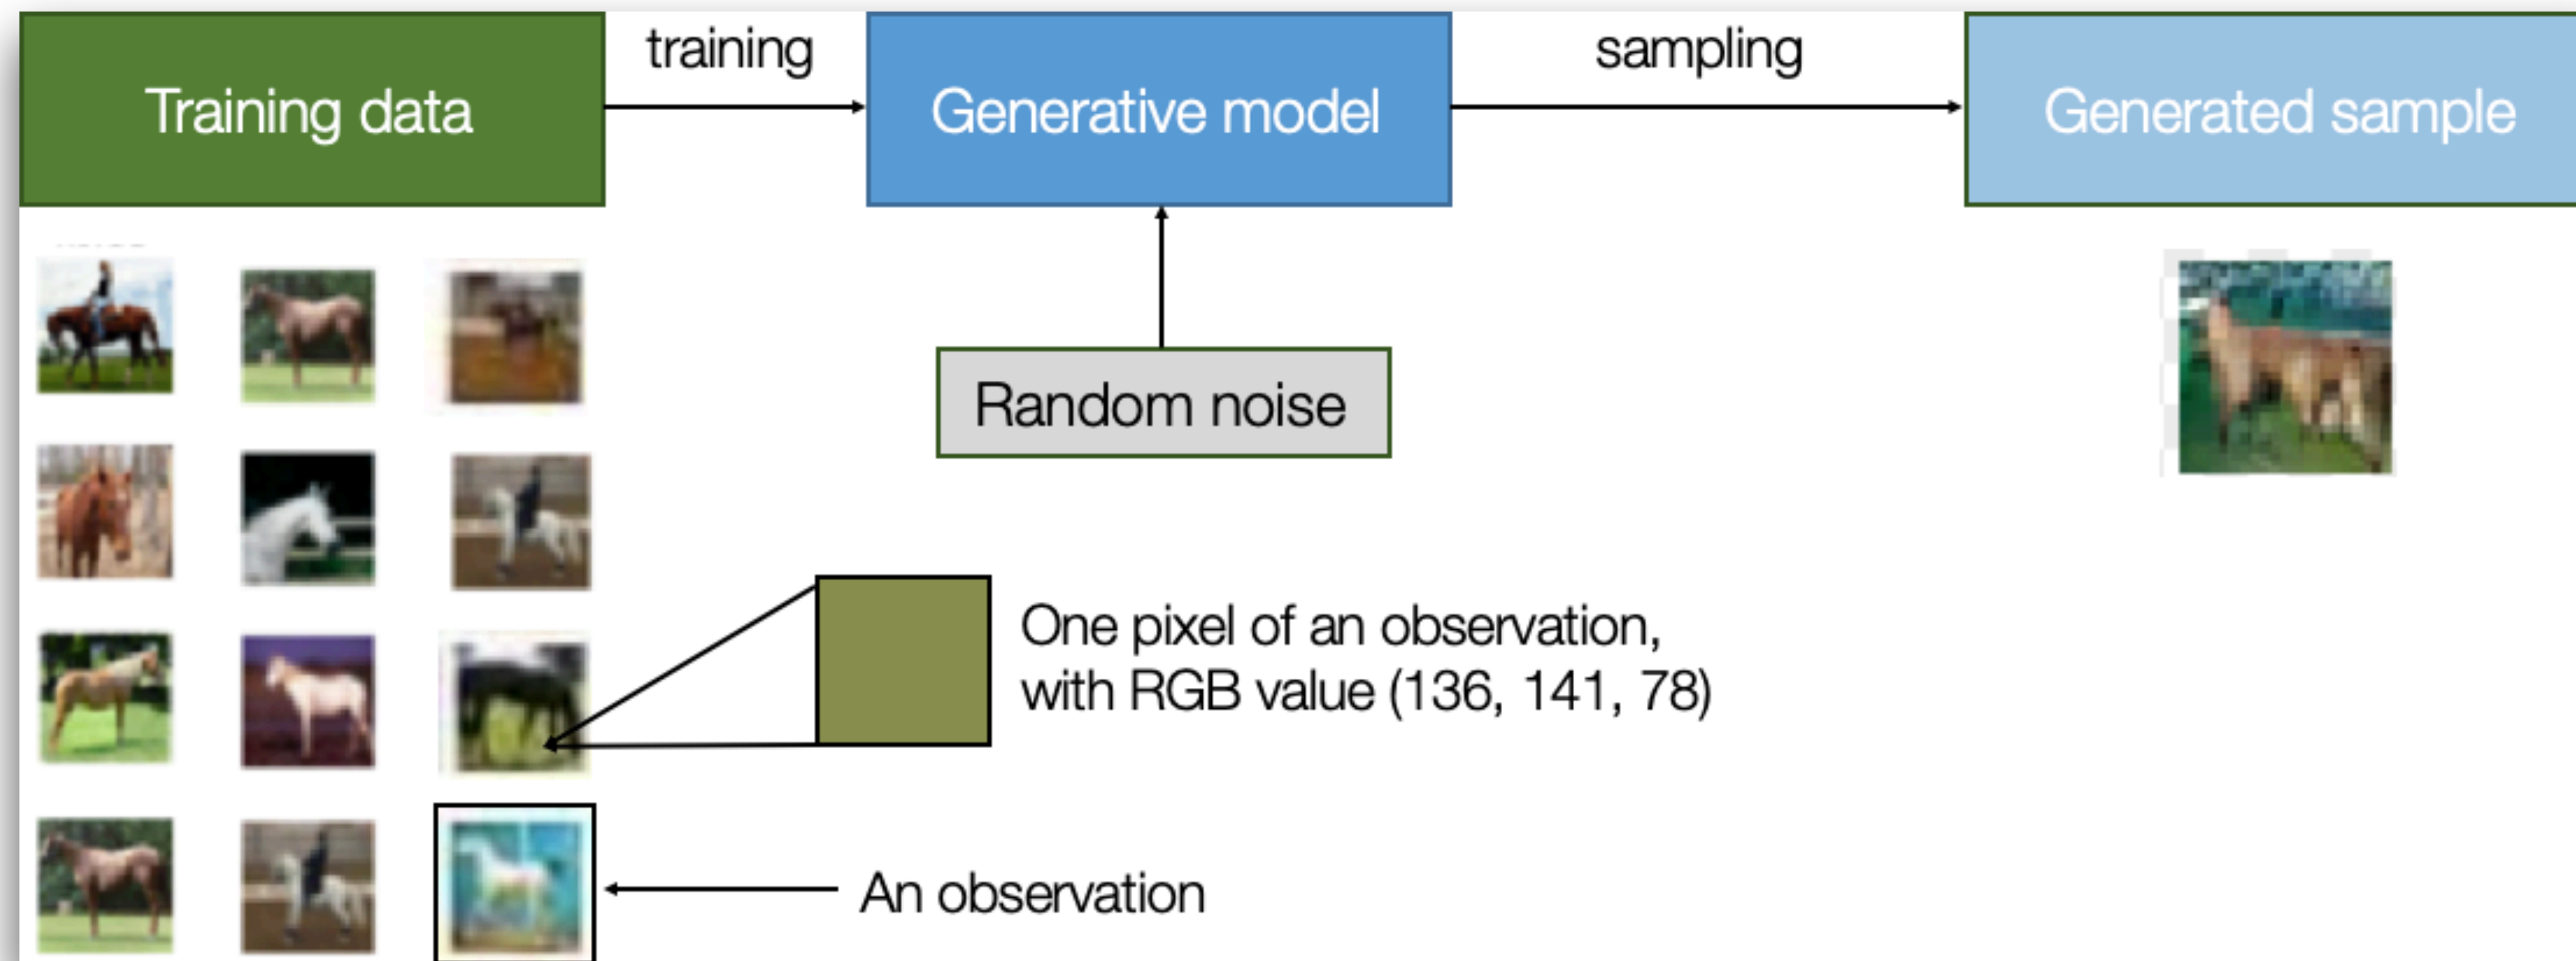 Training data
training
Generative model
sampling
Generated sample
Random noise
One pixel of an observation,
with RGB value (136, 141, 78)
An observation